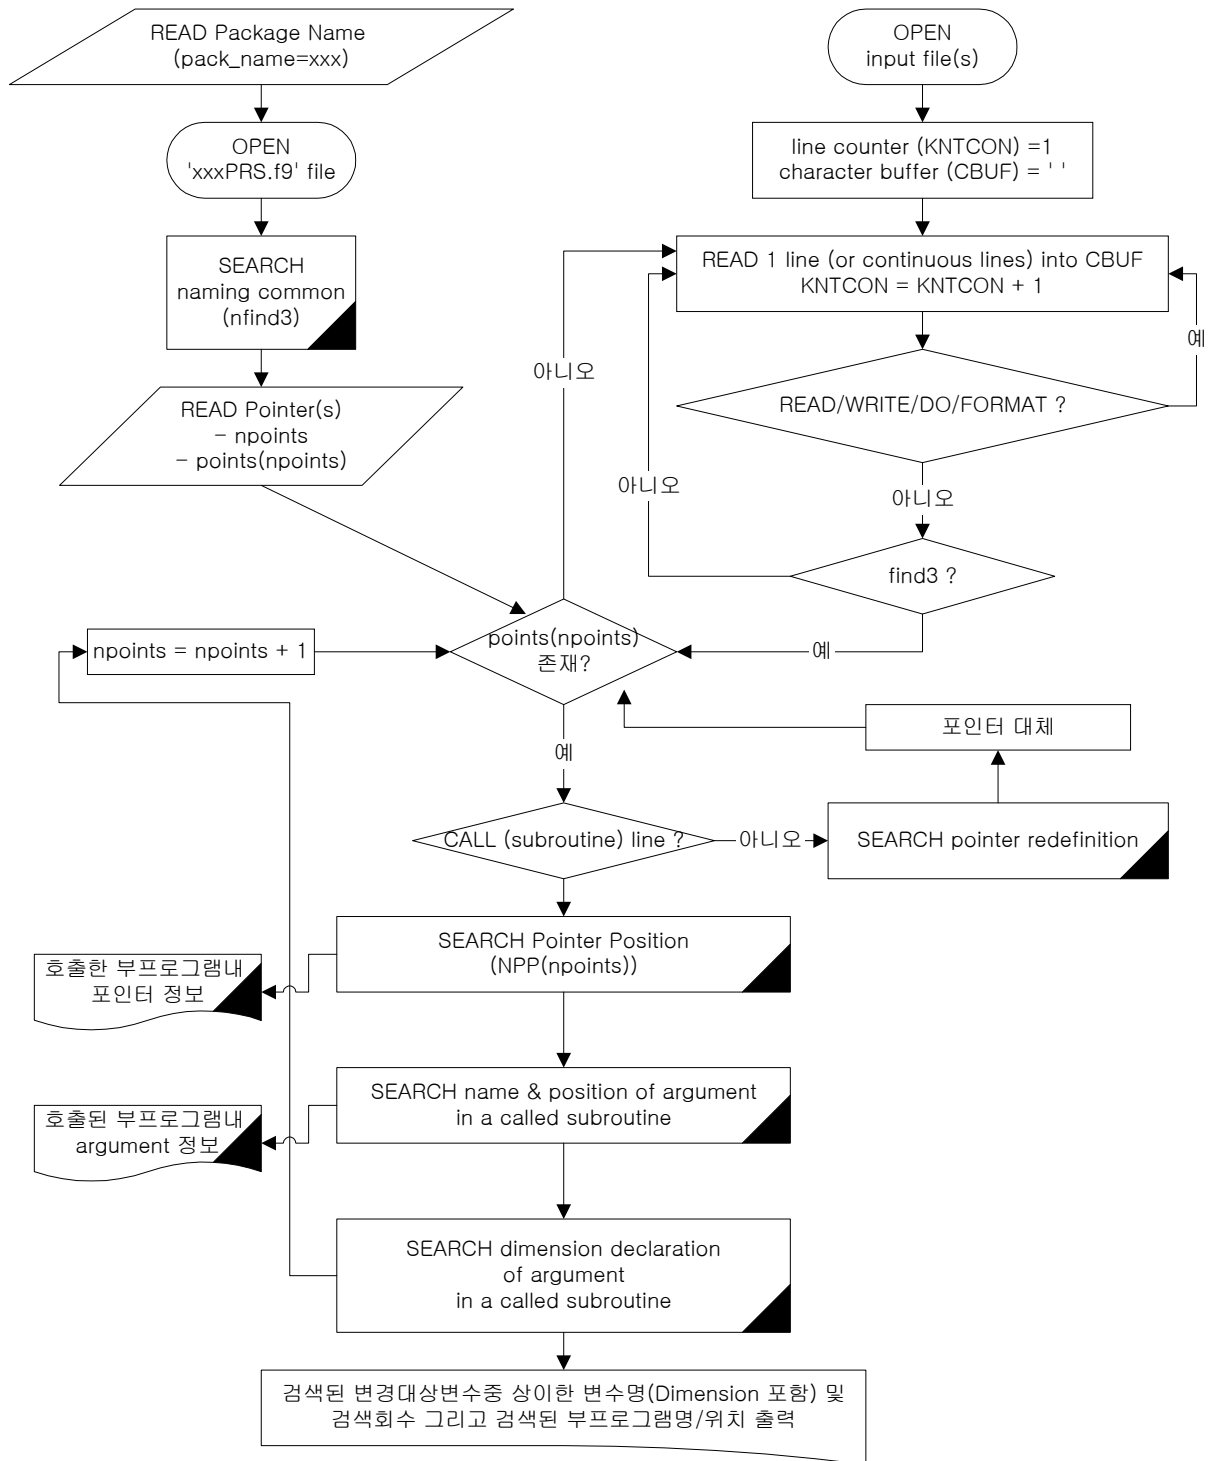 READ Package Name
(pack_name=xxx)
OPEN
'xxxPRS.f9' file
SEARCH
naming common
(nfind3)
READ Pointer(s)
- npoints
- points(npoints)
OPEN
input file(s)
line counter (KNTCON) =1
character buffer (CBUF) = ' '
READ 1 line (or continuous lines) into CBUF
KNTCON = KNTCON + 1
예
READ/WRITE/DO/FORMAT ?
아니오
아니오
아니오
find3 ?
예
npoints = npoints + 1
points(npoints)
존재?
예
포인터 대체
CALL (subroutine) line ?
아니오
SEARCH pointer redefinition
SEARCH Pointer Position
(NPP(npoints))
호출한 부프로그램내
포인터 정보
SEARCH name & position of argument
in a called subroutine
호출된 부프로그램내
argument 정보
SEARCH dimension declaration
of argument
in a called subroutine
검색된 변경대상변수중 상이한 변수명(Dimension 포함) 및
검색회수 그리고 검색된 부프로그램명/위치 출력